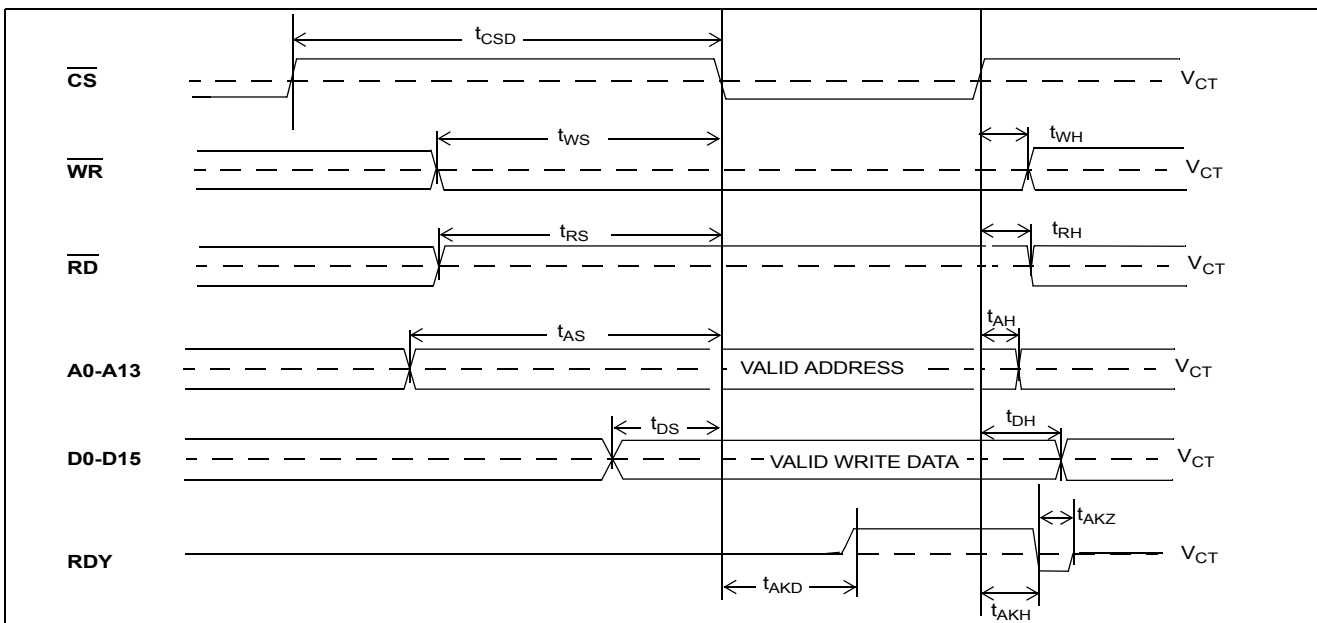 tCSD
CS
VCT
tWS
tWH
WR
VCT
tRS
tRH
RD
VCT
tAS
tAH
A0-A13
VALID ADDRESS
VCT
tDS
tDH
D0-D15
VALID WRITE DATA
VCT
tAKZ
RDY
VCT
tAKD
tAKH